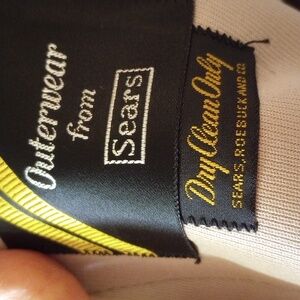 Outerwear
from
Sears
Dry Clean Only
SEARS, ROEBUCK AND CO.